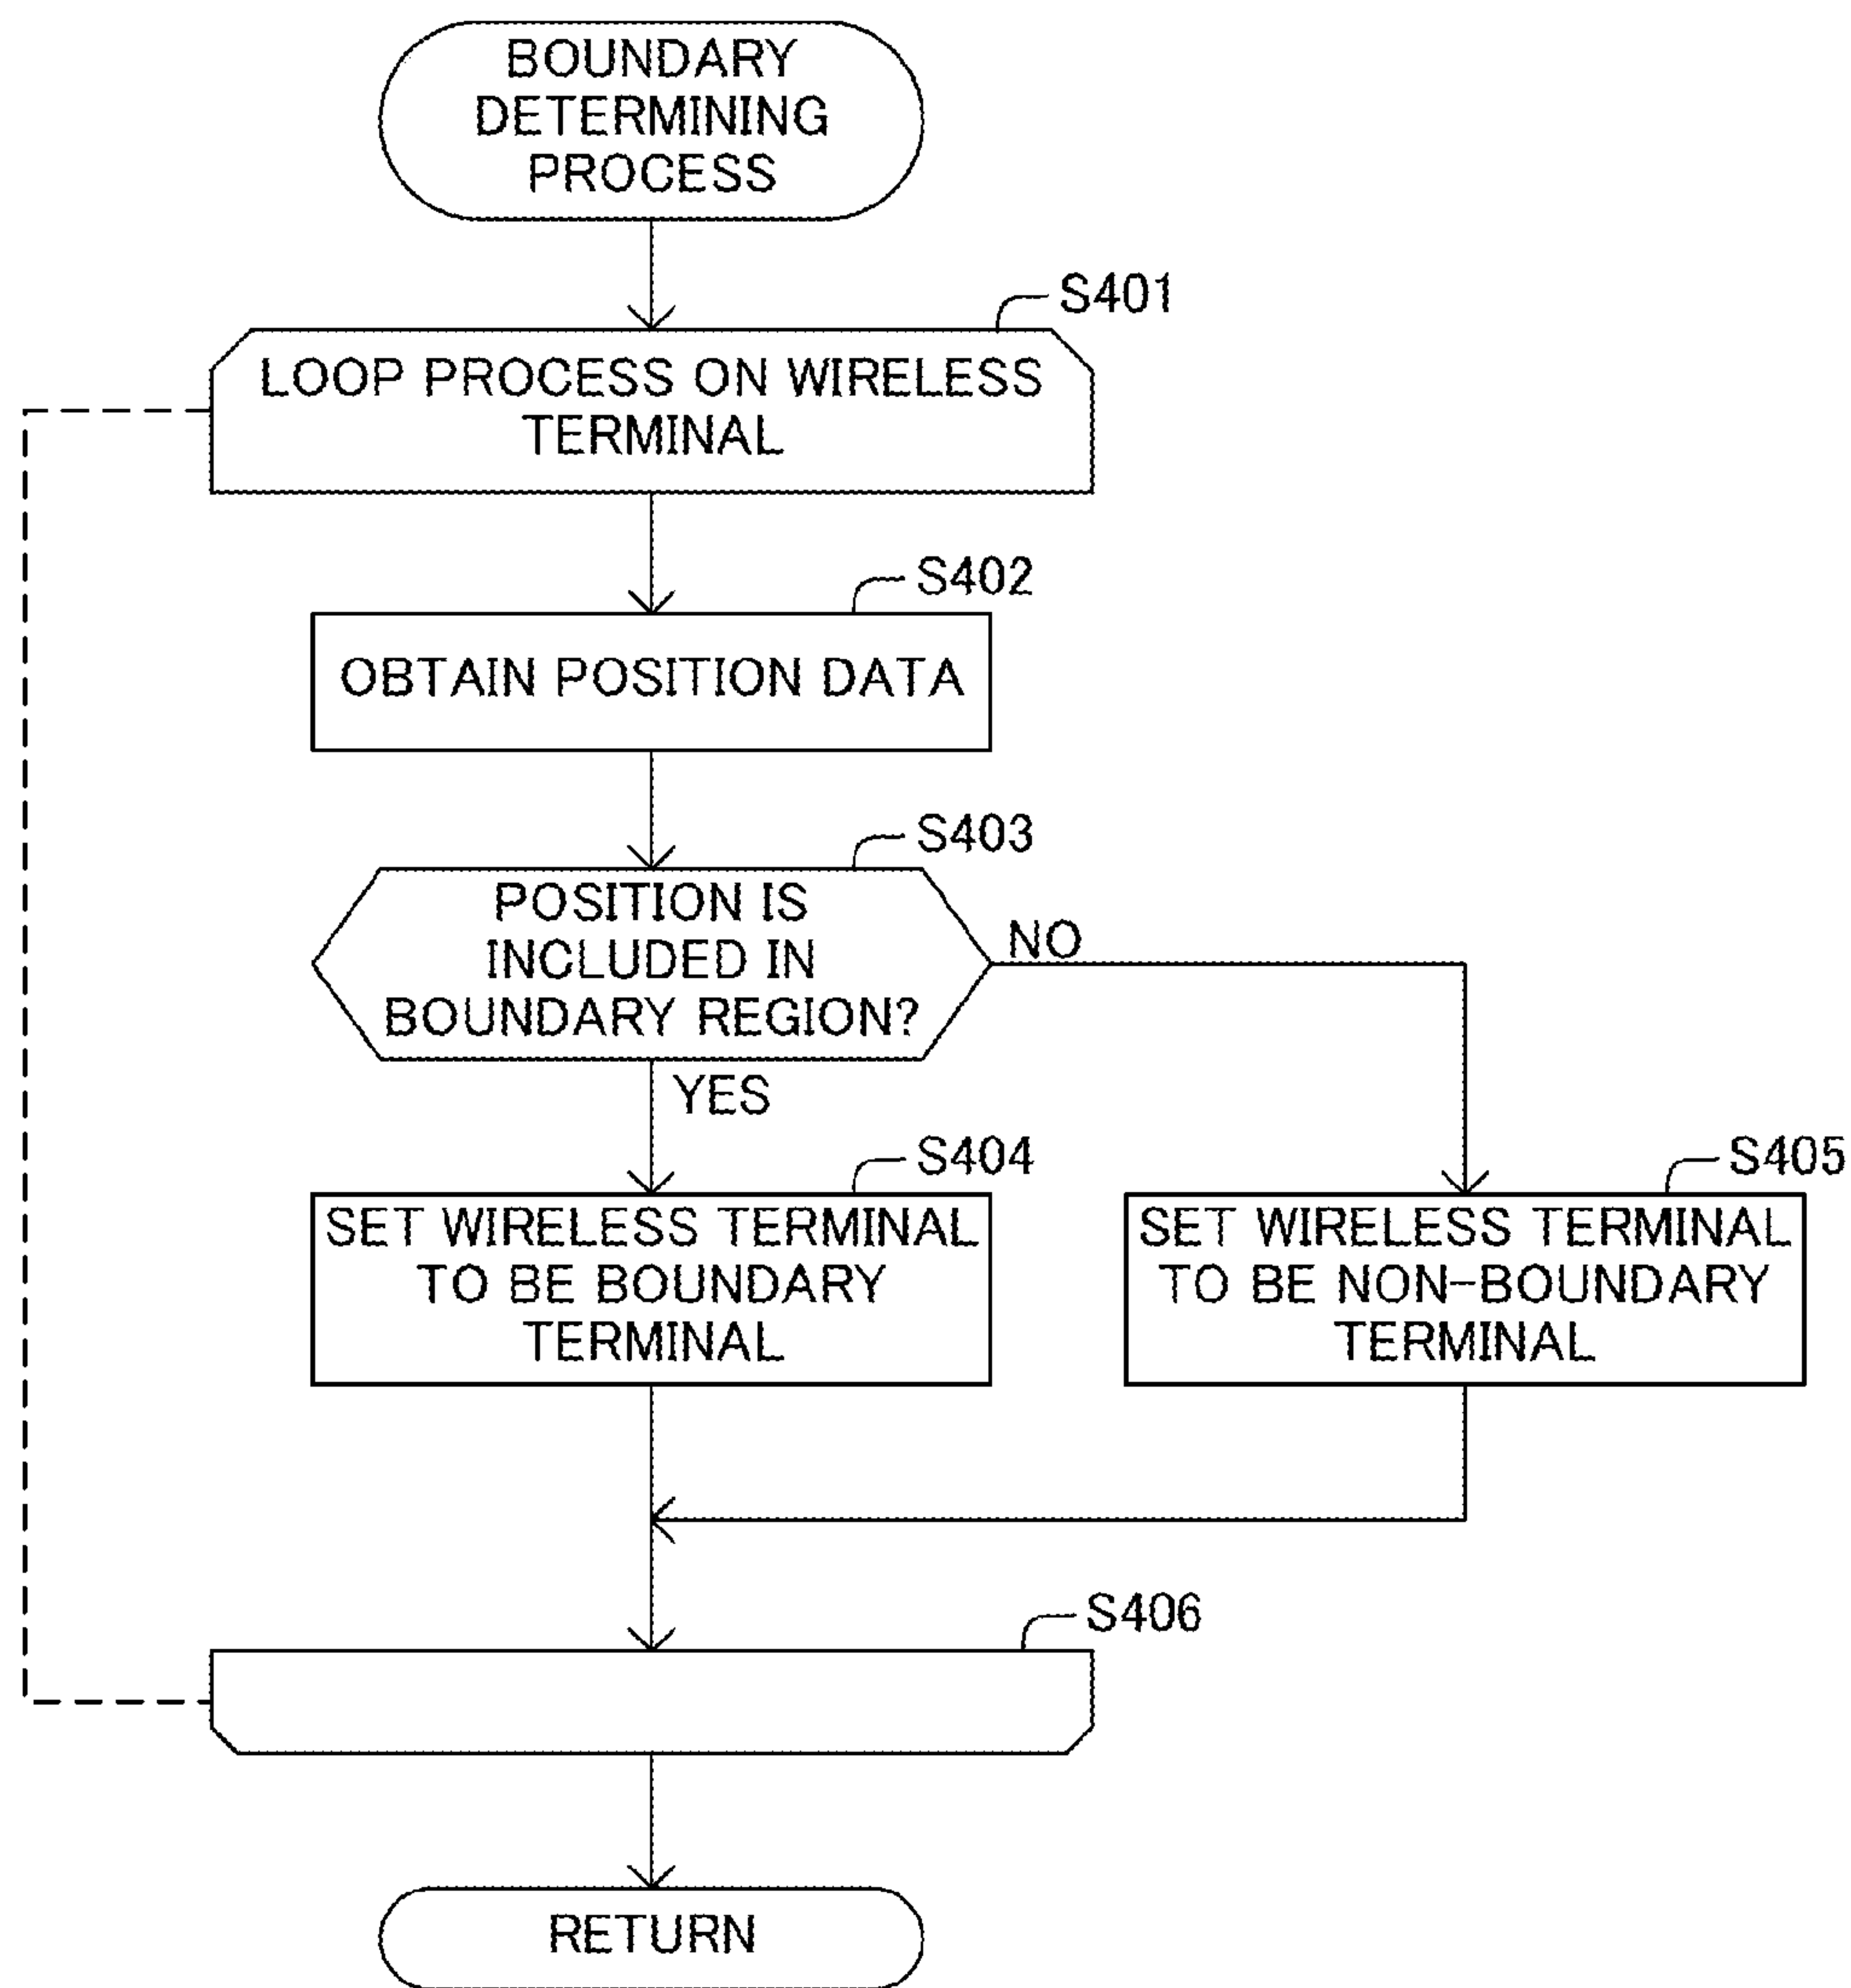 BOUNDARY
DETERMINING
PROCESS
S401
LOOP PROCESS ON WIRELESS
TERMINAL
S402
OBTAIN POSITION DATA
S403
POSITION IS
INCLUDED IN
BOUNDARY REGION?
NO
YES
S404
SET WIRELESS TERMINAL
TO BE BOUNDARY
TERMINAL
S405
SET WIRELESS TERMINAL
TO BE NON-BOUNDARY
TERMINAL
S406
RETURN